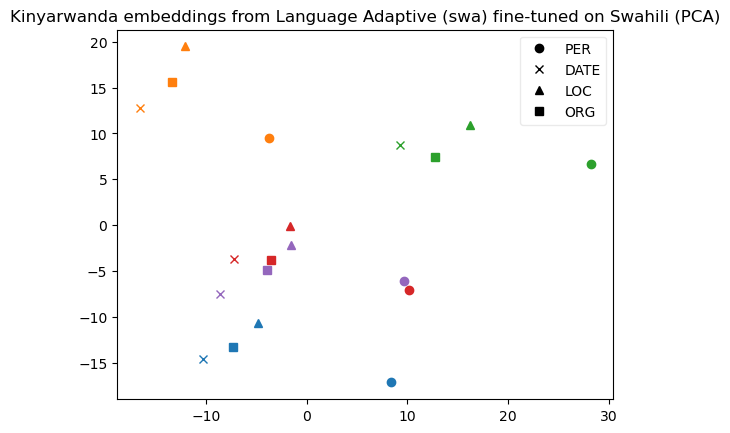 Kinyarwanda embeddings from Language Adaptive (swa) fine-tuned on Swahili (PCA)
20
15
10
5
0
−5
−10
−15
−10
0
10
20
30
PER
DATE
LOC
ORG